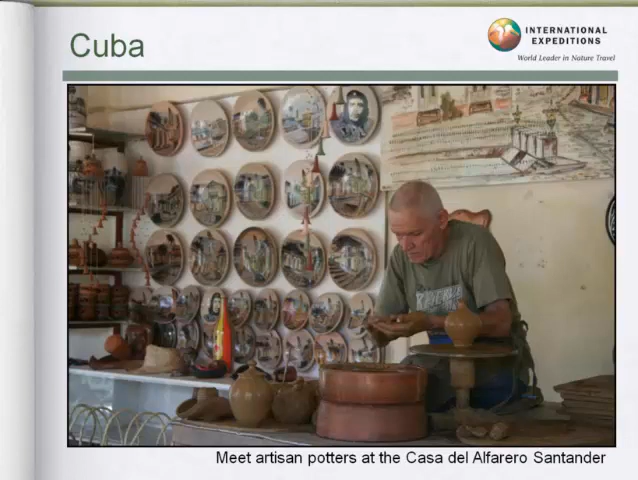 Cuba
INTERNATIONAL
EXPEDITIONS
World Leader in Nature Travel
Meet artisan potters at the Casa del Alfarero Santander